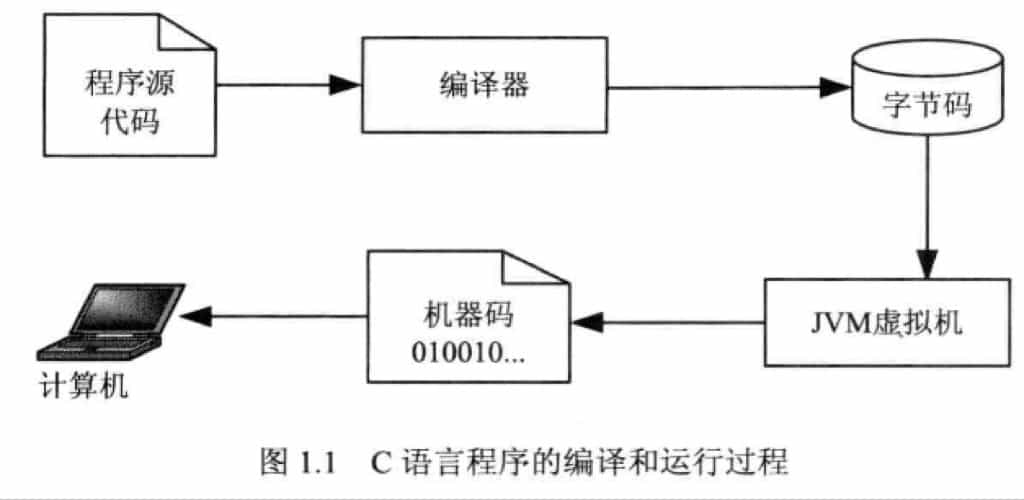 程序源
代码
编译器
字节码
JVM虚拟机
机器码
010010...
计算机
图 1.1 C 语言程序的编译和运行过程